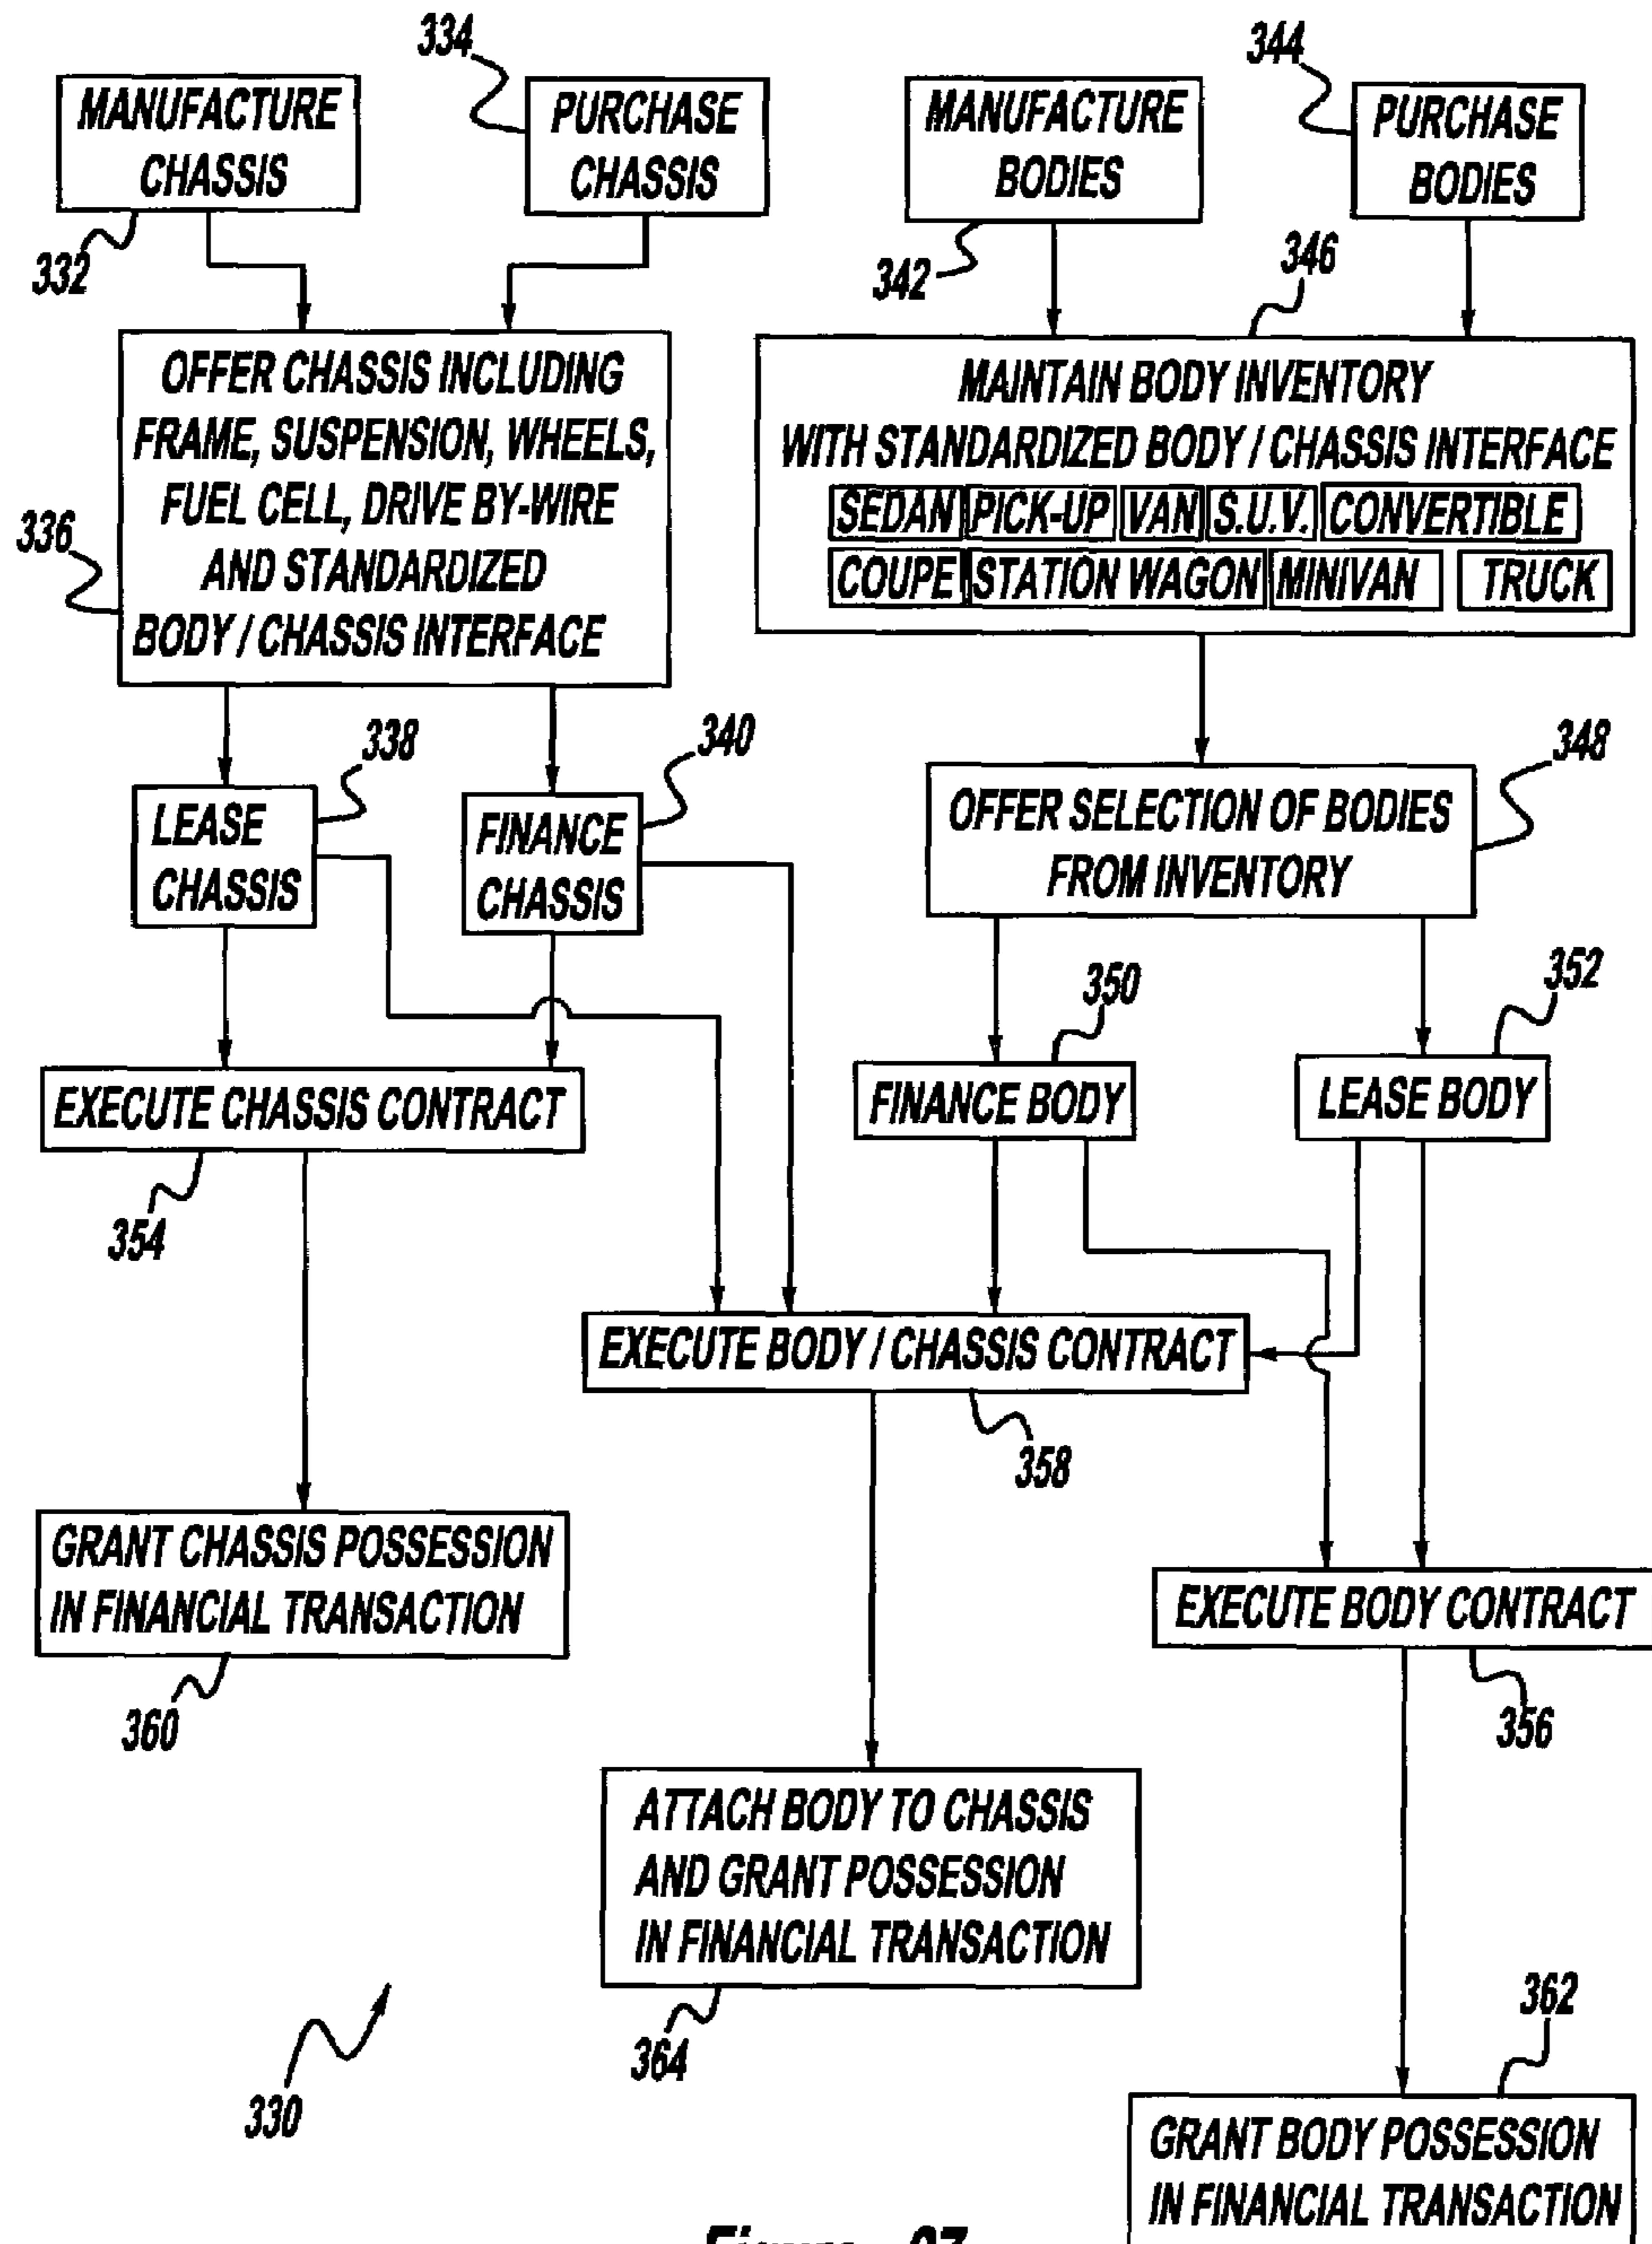 334
344
MANUFACTURE
CHASSIS
PURCHASE
CHASSIS
MANUFACTURE
BODIES
PURCHASE
BODIES
332
342
346
OFFER CHASSIS INCLUDING
FRAME, SUSPENSION, WHEELS,
FUEL CELL, DRIVE BY-WIRE
AND STANDARDIZED
BODY / CHASSIS INTERFACE
336
MAINTAIN BODY INVENTORY
WITH STANDARDIZED BODY / CHASSIS INTERFACE
SEDAN PICK-UP VAN S.U.V. CONVERTIBLE
COUPE STATION WAGON MINIVAN TRUCK
338
340
348
LEASE
CHASSIS
FINANCE
CHASSIS
OFFER SELECTION OF BODIES
FROM INVENTORY
350
352
EXECUTE CHASSIS CONTRACT
FINANCE BODY
LEASE BODY
354
EXECUTE BODY / CHASSIS CONTRACT
358
GRANT CHASSIS POSSESSION
IN FINANCIAL TRANSACTION
360
EXECUTE BODY CONTRACT
356
ATTACH BODY TO CHASSIS
AND GRANT POSSESSION
IN FINANCIAL TRANSACTION
364
362
330
GRANT BODY POSSESSION
IN FINANCIAL TRANSACTION